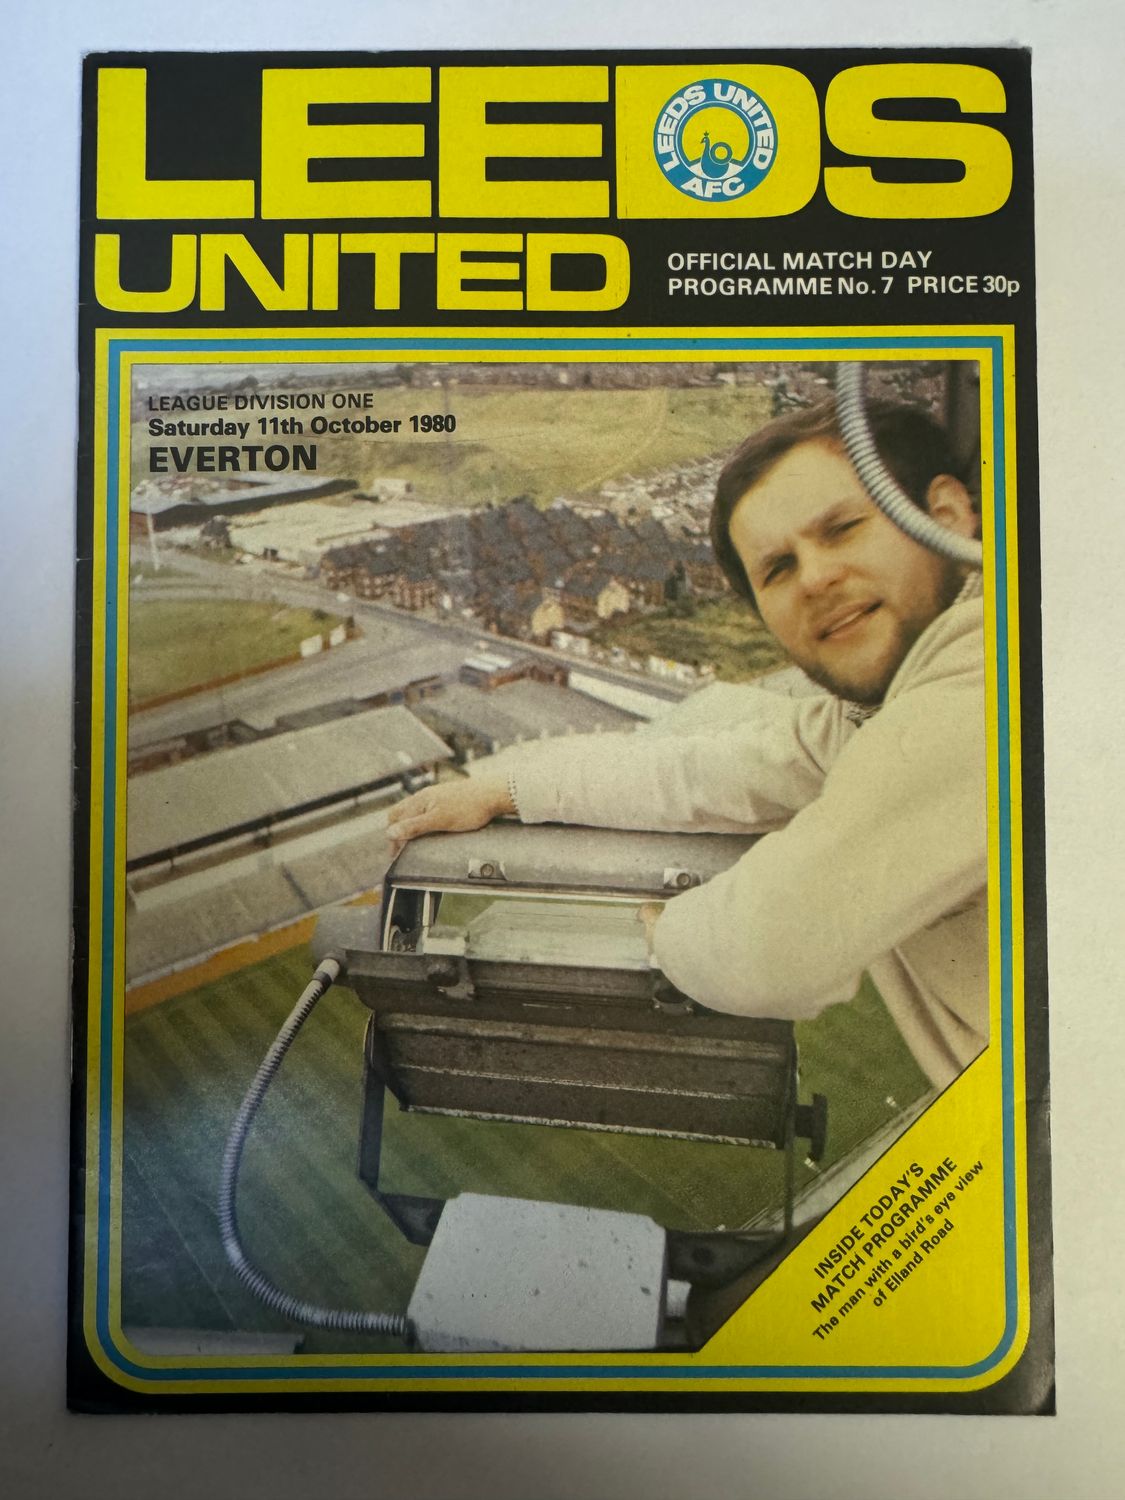 LEEDS
LEEDS UNITED
AFC
UNITED
OFFICIAL MATCH DAY
PROGRAMME No. 7 PRICE 30p
LEAGUE DIVISION ONE
Saturday 11th October 1980
EVERTON
INSIDE TODAY'S
MATCH PROGRAMME
The man with a bird's eye view
of Elland Road